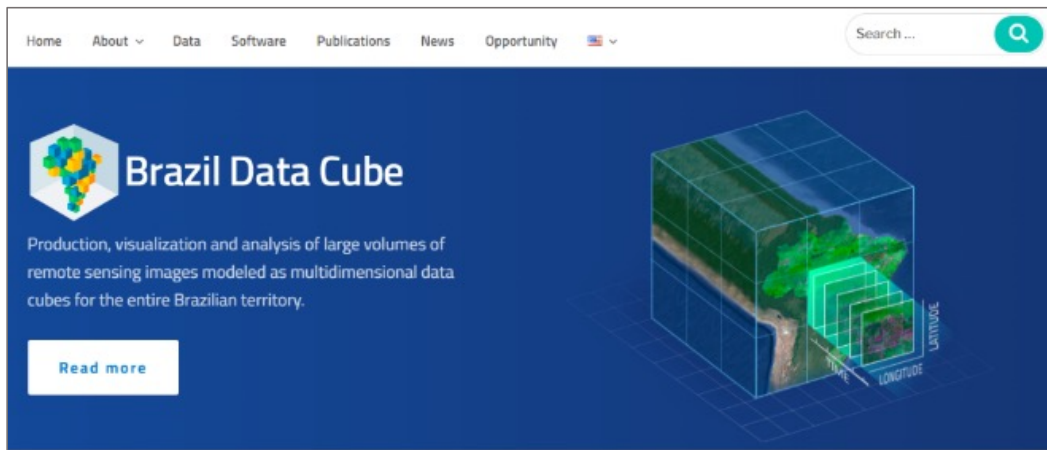 Home About Data Software Publications News Opportunity
Search ...
Brazil Data Cube
Production, visualization and analysis of large volumes of
remote sensing images modeled as multidimensional data
cubes for the entire Brazilian territory.
Read more
LATITUDE
TIME
LONGITUDE